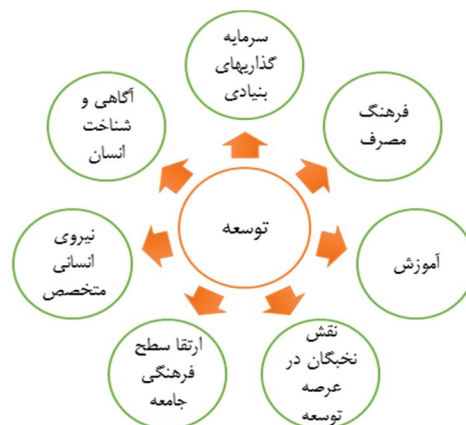 سرمایه
گذاریهای
بنیادی
فرهنگ
مصرف
آموزش
نقش
نخبگان در
عرصه
توسعه
ارتقا سطح
فرهنگی
جامعه
نیروی
انسانی
متخصص
آگاهی و
شناخت
انسان
توسعه